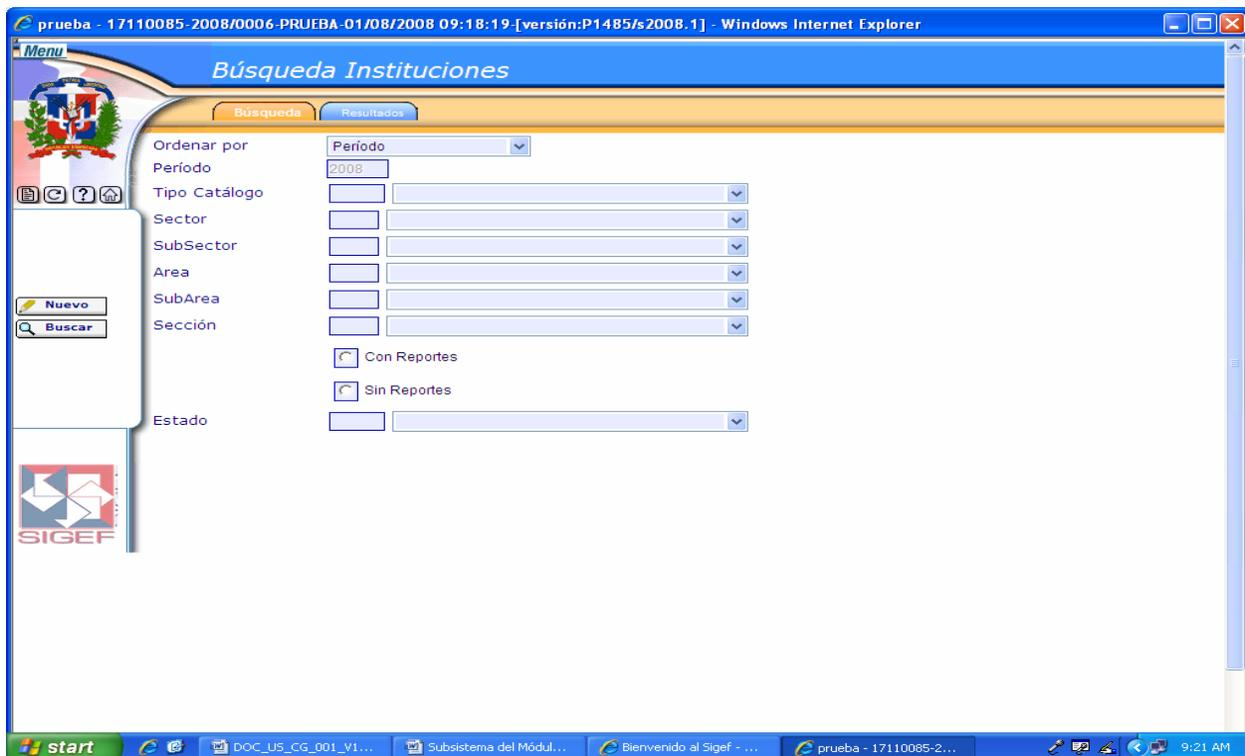 prueba - 17110085-2008/0006-PRUEBA-01/08/2008 09:18:19-[versión:P1485/s2008.1] - Windows Internet Explorer
Menu
Búsqueda Instituciones
Búsqueda Resultados
Ordenar por Período
Período 2008
Tipo Catálogo
Sector
SubSector
Area
SubArea
Sección
Nuevo
Buscar
Con Reportes
Sin Reportes
Estado
SIGEF
start DOC_US_CG_001_V1... Subsistema del Módul... Bienvenido al Sigef - ... prueba - 17110085-2... 9:21 AM